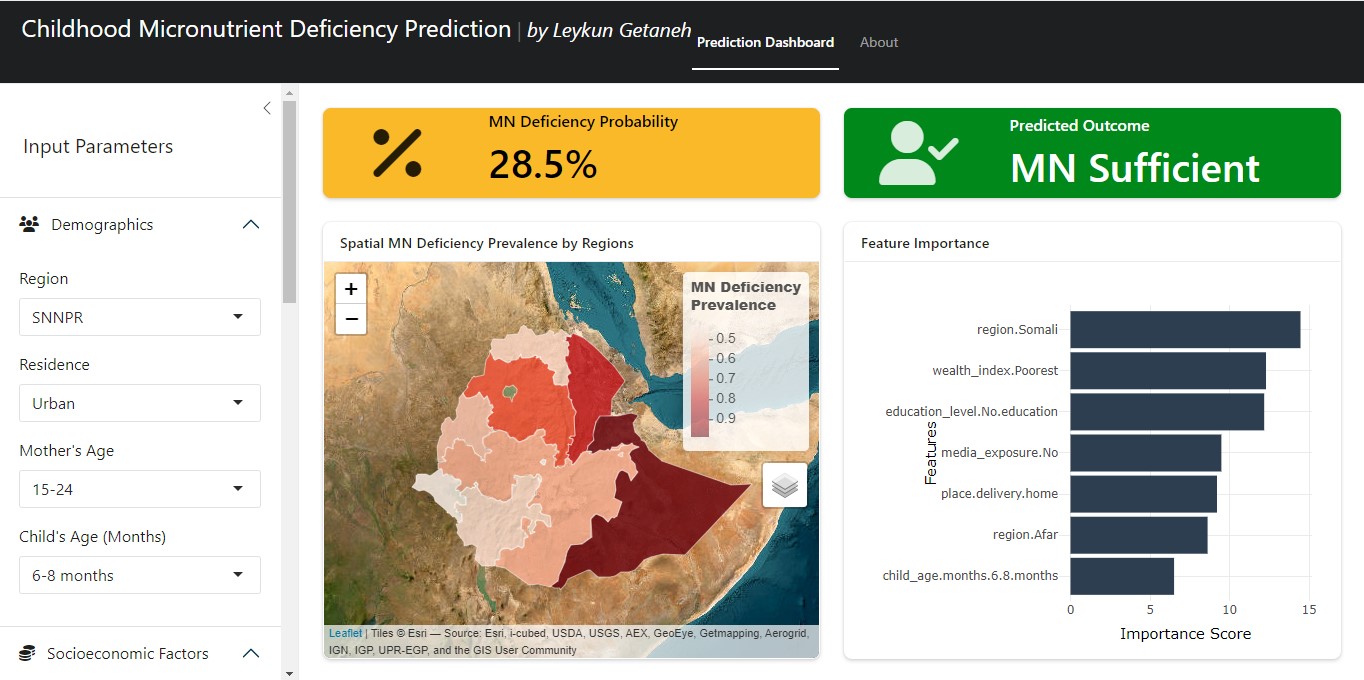 Childhood Micronutrient Deficiency Prediction | by Leykun Getaneh
Prediction Dashboard
About
Input Parameters
Demographics
Region
SNNPR
Residence
Urban
Mother's Age
15-24
Child's Age (Months)
6-8 months
Socioeconomic Factors
MN Deficiency Probability
28.5%
Predicted Outcome
MN Sufficient
Spatial MN Deficiency Prevalence by Regions
+
−
MN Deficiency
Prevalence
0.5
0.6
0.7
0.8
0.9
Leaflet | Tiles © Esri — Source: Esri, i-cubed, USDA, USGS, AEX, GeoEye, Getmapping, Aerogrid,
IGN, IGP, UPR-EGP, and the GIS User Community
Feature Importance
Features
region.Somali
wealth_index.Poorest
education_level.No.education
media_exposure.No
place.delivery.home
region.Afar
child_age.months.6.8.months
0 5 10 15
Importance Score